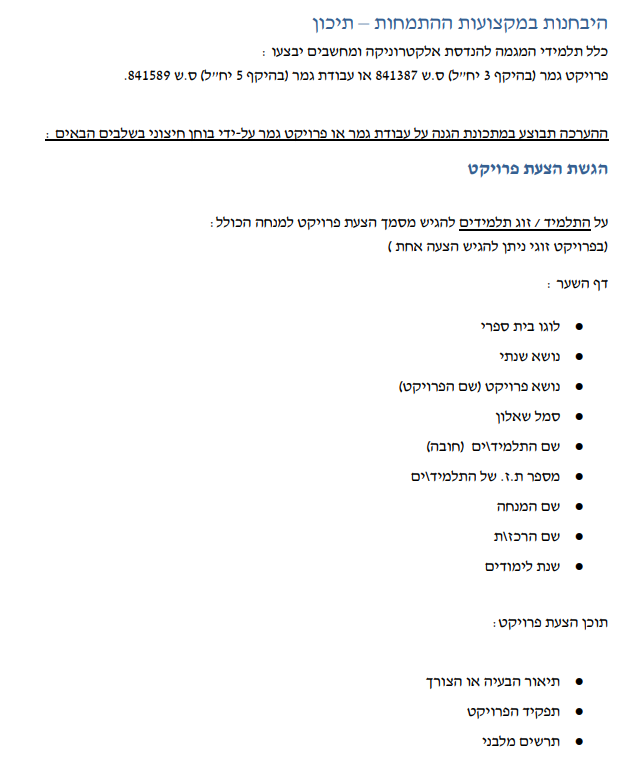 היבחנות במקצועות ההתמחות – תיכון
כלל תלמידי המגמה להנדסת אלקטרוניקה ומחשבים יבצעו :
פרויקט גמר (בהיקף 3 יח״ל) ס.ש 841387 או עבודת גמר (בהיקף 5 יח״ל) ס.ש 841589.
ההערכה תבוצע במתכונת הגנה על עבודת גמר או פרויקט גמר על-ידי בוחן חיצוני בשלבים הבאים :
הגשת הצעת פרויקט
על התלמיד / זוג תלמידים להגיש מסמך הצעת פרויקט למנחה הכולל:
(בפרויקט זוגי ניתן להגיש הצעה אחת )
דף השער :
● לוגו בית ספרי
● נושא שנתי
● נושא פרויקט (שם הפרויקט)
● סמל שאלון
● שם התלמיד\ים (חובה)
● מספר ת.ז. של התלמיד\ים
● שם המנחה
● שם הרכז\ת
● שנת לימודים
תוכן הצעת פרויקט:
● תיאור הבעיה או הצורך
● תפקיד הפרויקט
● תרשים מלבני